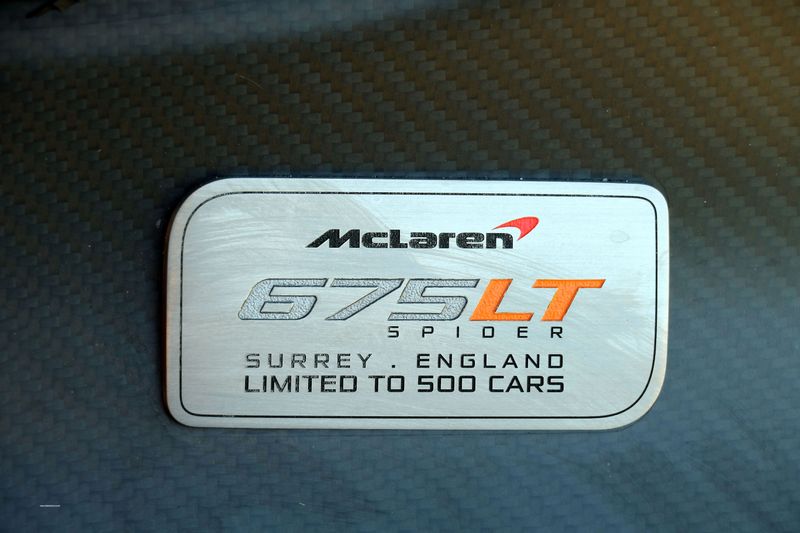 McLaren
675LT
SPIDER
SURREY . ENGLAND
LIMITED TO 500 CARS